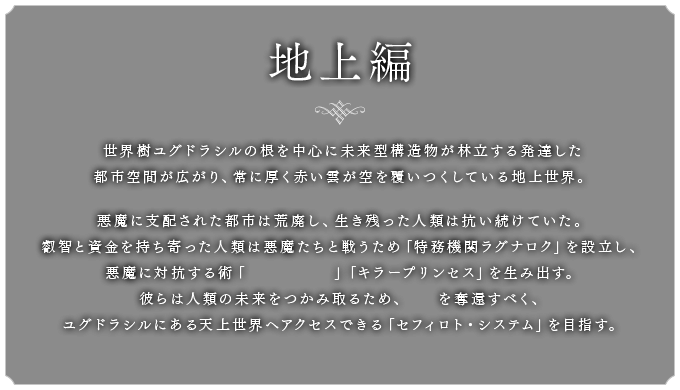 地上編
世界樹ユグドラシルの根を中心に未来型構造物が林立する発達した
都市空間が広がり、常に厚く赤い雲が空を覆いつくしている地上世界。
悪魔に支配された都市は荒廃し、生き残った人類は抗い続けていた。
叡智と資金を持ち寄った人類は悪魔たちと戦うため「特務機関ラグナロク」を設立し、
悪魔に対抗する術「　　　　　」「キラープリンセス」を生み出す。
彼らは人類の未来をつかみ取るため、　　を奪還すべく、
ユグドラシルにある天上世界へアクセスできる「セフィロト・システム」を目指す。